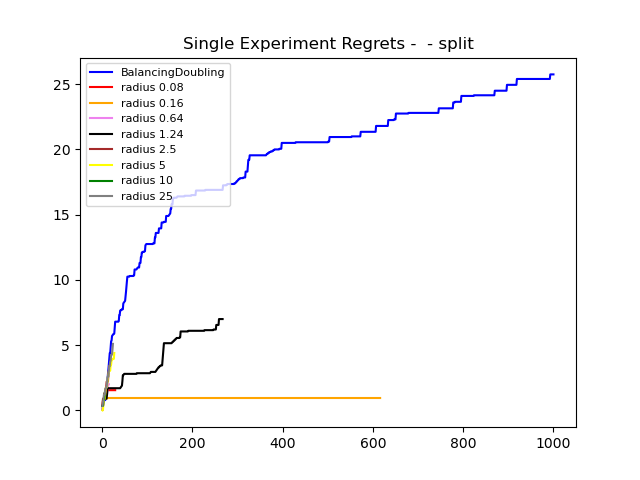 Single Experiment Regrets -  - split
BalancingDoubling
radius 0.08
radius 0.16
radius 0.64
radius 1.24
radius 2.5
radius 5
radius 10
radius 25
25
20
15
10
5
0
0 200 400 600 800 1000